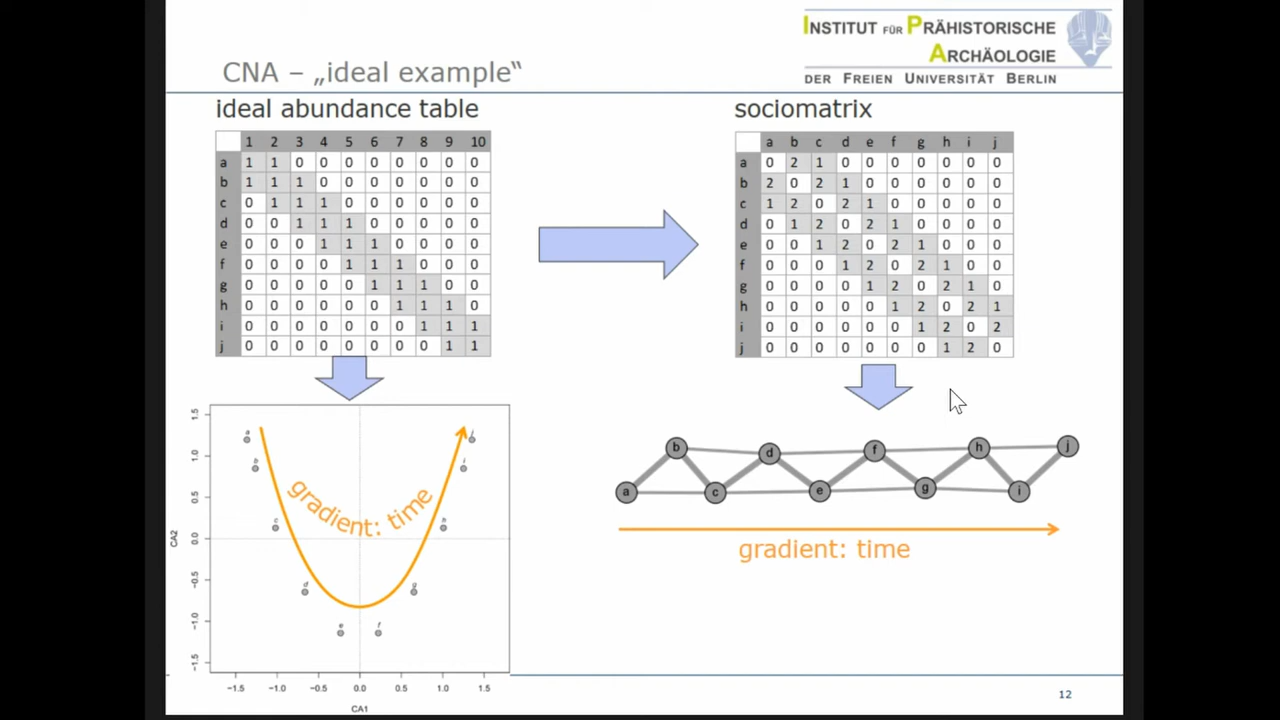 INSTITUT FÜR PRÄHISTORISCHE
ARCHÄOLOGIE
DER FREIEN UNIVERSITÄT BERLIN
CNA – „ideal example“
ideal abundance table
1 2 3 4 5 6 7 8 9 10
a 1 1 0 0 0 0 0 0 0 0
b 1 1 1 0 0 0 0 0 0 0
c 0 1 1 1 0 0 0 0 0 0
d 0 0 1 1 1 0 0 0 0 0
e 0 0 0 1 1 1 0 0 0 0
f 0 0 0 0 1 1 1 0 0 0
g 0 0 0 0 0 1 1 1 0 0
h 0 0 0 0 0 0 1 1 1 0
i 0 0 0 0 0 0 0 1 1 1
j 0 0 0 0 0 0 0 0 1 1
sociomatrix
a b c d e f g h i j
a 0 2 1 0 0 0 0 0 0 0
b 2 0 2 1 0 0 0 0 0 0
c 1 2 0 2 1 0 0 0 0 0
d 0 1 2 0 2 1 0 0 0 0
e 0 0 1 2 0 2 1 0 0 0
f 0 0 0 1 2 0 2 1 0 0
g 0 0 0 0 1 2 0 2 1 0
h 0 0 0 0 0 1 2 0 2 1
i 0 0 0 0 0 0 1 2 0 2
j 0 0 0 0 0 0 0 1 2 0
CA2
1.5
1.0
0.5
0.0
−0.5
−1.0
−1.5
a
b
c
d
e
f
g
h
i
j
gradient: time
−1.5 −1.0 −0.5 0.0 0.5 1.0 1.5
CA1
b d f h j
a c e g i
gradient: time
12